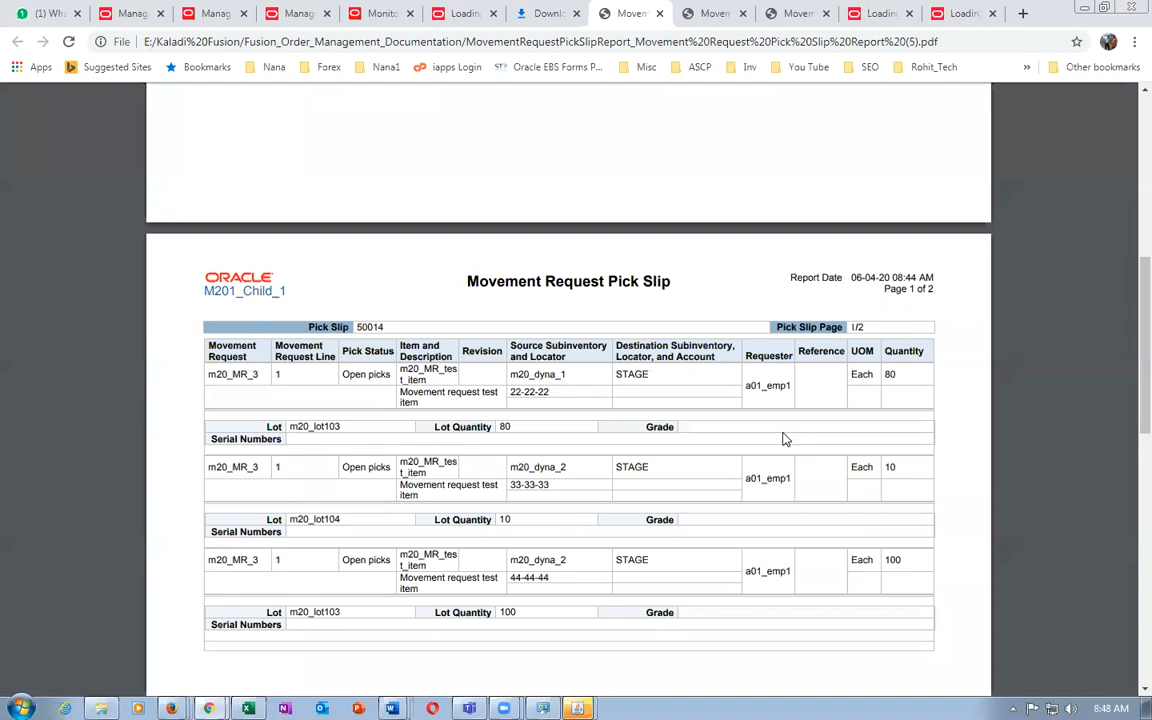 (1) Wha
Manag
Manag
Manag
Monito
Loading
Downlo
Movem
Movem
Movem
Loading
Loading
File
E:/Kaladi%20Fusion/Fusion_Order_Management_Documentation/MovementRequestPickSlipReport_Movement%20Request%20Pick%20Slip%20Report%20(5).pdf
Apps
Suggested Sites
Bookmarks
Nana
Forex
Nana1
iapps Login
Oracle EBS Forms P...
Misc
ASCP
Inv
You Tube
SEO
Rohit_Tech
»
Other bookmarks
ORACLE
M201_Child_1
Movement Request Pick Slip
Report Date 06-04-20 08:44 AM
Page 1 of 2
Pick Slip 50014 Pick Slip Page 1/2
Movement Request Movement Request Line Pick Status Item and Description Revision Source Subinventory and Locator Destination Subinventory, Locator, and Account Requester Reference UOM Quantity
m20_MR_3 1 Open picks m20_MR_tes t_item m20_dyna_1 STAGE a01_emp1 Each 80
Movement request test item 22-22-22
Lot m20_lot103 Lot Quantity 80 Grade
Serial Numbers
m20_MR_3 1 Open picks m20_MR_tes t_item m20_dyna_2 STAGE a01_emp1 Each 10
Movement request test item 33-33-33
Lot m20_lot104 Lot Quantity 10 Grade
Serial Numbers
m20_MR_3 1 Open picks m20_MR_tes t_item m20_dyna_2 STAGE a01_emp1 Each 100
Movement request test item 44-44-44
Lot m20_lot103 Lot Quantity 100 Grade
Serial Numbers
8:48 AM